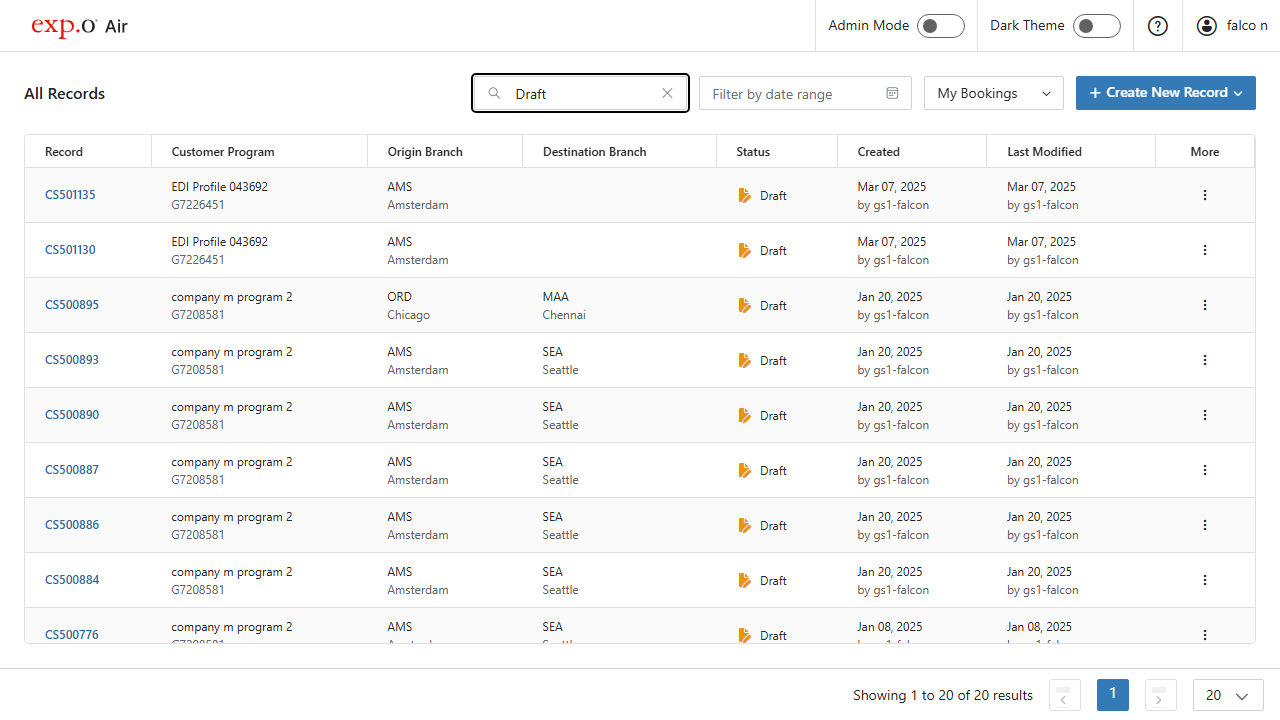 exp.o Air
Admin Mode
Dark Theme
falco n
All Records
Draft
Filter by date range
My Bookings
+ Create New Record
Record Customer Program Origin Branch Destination Branch Status Created Last Modified More
CS501135 EDI Profile 043692 AMS Draft Mar 07, 2025 Mar 07, 2025
G7226451 Amsterdam by gs1-falcon by gs1-falcon
CS501130 EDI Profile 043692 AMS Draft Mar 07, 2025 Mar 07, 2025
G7226451 Amsterdam by gs1-falcon by gs1-falcon
CS500895 company m program 2 ORD MAA Draft Jan 20, 2025 Jan 20, 2025
G7208581 Chicago Chennai by gs1-falcon by gs1-falcon
CS500893 company m program 2 AMS SEA Draft Jan 20, 2025 Jan 20, 2025
G7208581 Amsterdam Seattle by gs1-falcon by gs1-falcon
CS500890 company m program 2 AMS SEA Draft Jan 20, 2025 Jan 20, 2025
G7208581 Amsterdam Seattle by gs1-falcon by gs1-falcon
CS500887 company m program 2 AMS SEA Draft Jan 20, 2025 Jan 20, 2025
G7208581 Amsterdam Seattle by gs1-falcon by gs1-falcon
CS500886 company m program 2 AMS SEA Draft Jan 20, 2025 Jan 20, 2025
G7208581 Amsterdam Seattle by gs1-falcon by gs1-falcon
CS500884 company m program 2 AMS SEA Draft Jan 20, 2025 Jan 20, 2025
G7208581 Amsterdam Seattle by gs1-falcon by gs1-falcon
CS500776 company m program 2 AMS SEA Draft Jan 08, 2025 Jan 08, 2025
Showing 1 to 20 of 20 results
1
20